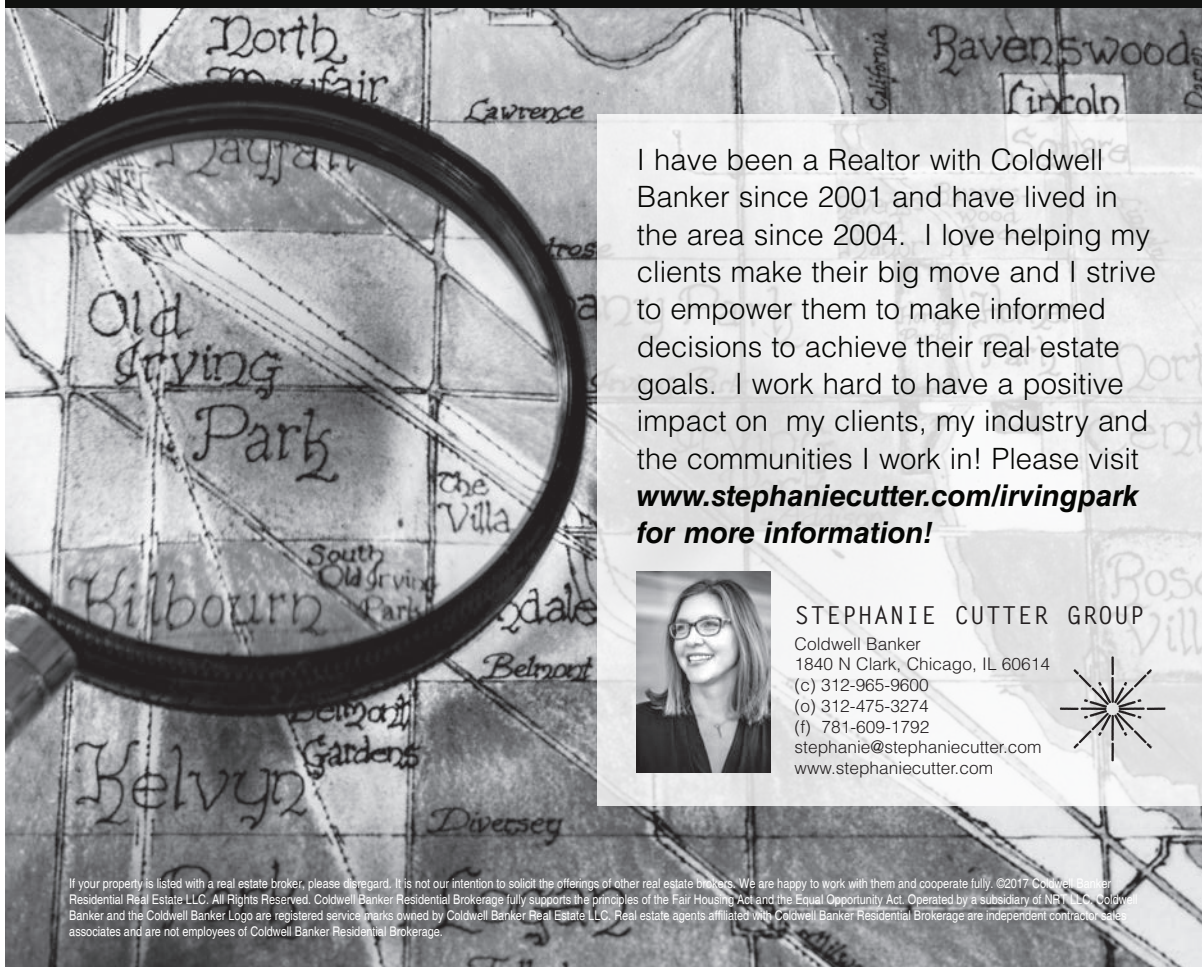 North
Mayfair
Lawrence
California
Ravenswood
Lincoln
Square
Mayfair
Old
Irving
Park
The
Villa
South
Old Irving
Park
Kilbourn
Belmont
Belmont
Gardens
Kelvyn
Diversey
I have been a Realtor with Coldwell
Banker since 2001 and have lived in
the area since 2004.  I love helping my
clients make their big move and I strive
to empower them to make informed
decisions to achieve their real estate
goals.  I work hard to have a positive
impact on  my clients, my industry and
the communities I work in! Please visit
www.stephaniecutter.com/irvingpark
for more information!
STEPHANIE CUTTER GROUP
Coldwell Banker
1840 N Clark, Chicago, IL 60614
(c) 312-965-9600
(o) 312-475-3274
(f) 781-609-1792
stephanie@stephaniecutter.com
www.stephaniecutter.com
If your property is listed with a real estate broker, please disregard. It is not our intention to solicit the offerings of other real estate brokers. We are happy to work with them and cooperate fully. ©2017 Coldwell Banker
Residential Real Estate LLC. All Rights Reserved. Coldwell Banker Residential Brokerage fully supports the principles of the Fair Housing Act and the Equal Opportunity Act. Operated by a subsidiary of NRT LLC. Coldwell
Banker and the Coldwell Banker Logo are registered service marks owned by Coldwell Banker Real Estate LLC. Real estate agents affiliated with Coldwell Banker Residential Brokerage are independent contractor sales
associates and are not employees of Coldwell Banker Residential Brokerage.